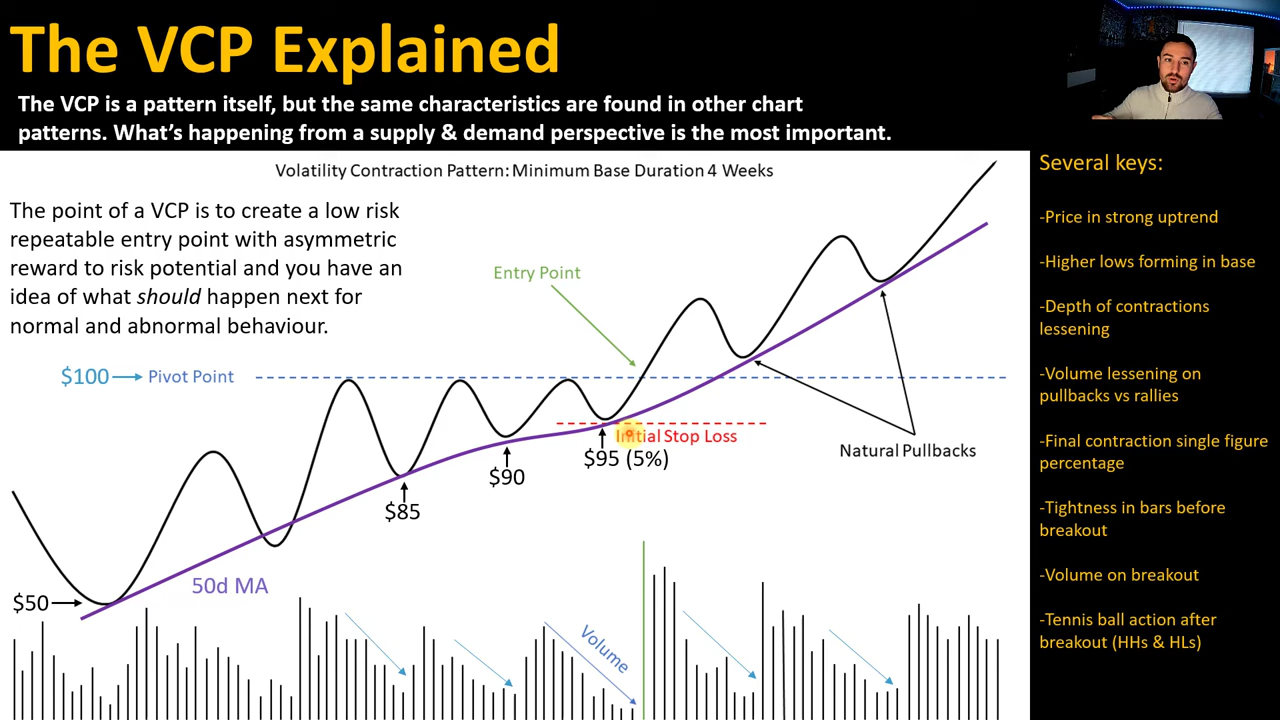 The VCP Explained
The VCP is a pattern itself, but the same characteristics are found in other chart
patterns. What's happening from a supply & demand perspective is the most important.
Volatility Contraction Pattern: Minimum Base Duration 4 Weeks
The point of a VCP is to create a low risk
repeatable entry point with asymmetric
reward to risk potential and you have an
idea of what should happen next for
normal and abnormal behaviour.
Entry Point
$100
Pivot Point
Initial Stop Loss
$95 (5%)
$90
$85
Natural Pullbacks
50d MA
$50
Volume
Several keys:
-Price in strong uptrend
-Higher lows forming in base
-Depth of contractions
lessening
-Volume lessening on
pullbacks vs rallies
-Final contraction single figure
percentage
-Tightness in bars before
breakout
-Volume on breakout
-Tennis ball action after
breakout (HHs & HLs)